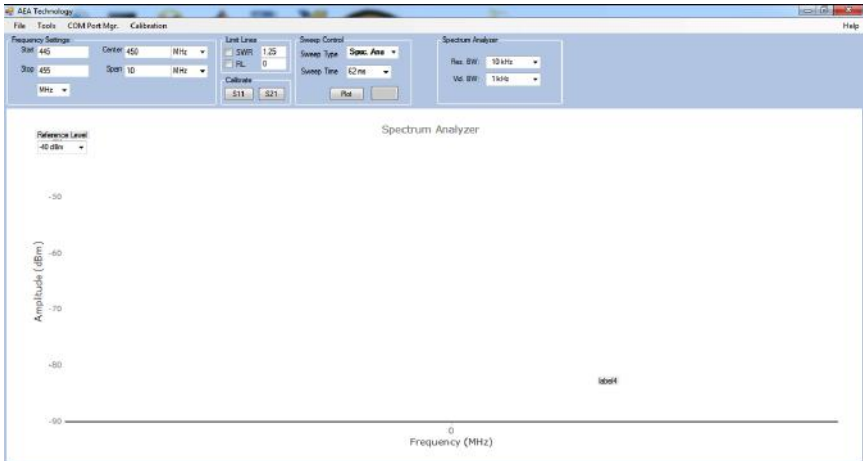 AEA Technology
File Tools COM Port Mgr. Calibration Help
Frequency Settings
Start 445 Center 450 MHz
Stop 455 Span 10 MHz
MHz
Limit Lines
SWR 1.25
RL 0
Calibrate
S11 S21
Sweep Control
Sweep Type Spec. Ana
Sweep Time 62ms
Plot
Spectrum Analyzer
Res. BW: 10 kHz
Vid. BW: 1 kHz
Spectrum Analyzer
Reference Level
-40 dBm
-50
-60
-70
-80
-90
Amplitude (dBm)
label4
0
Frequency (MHz)